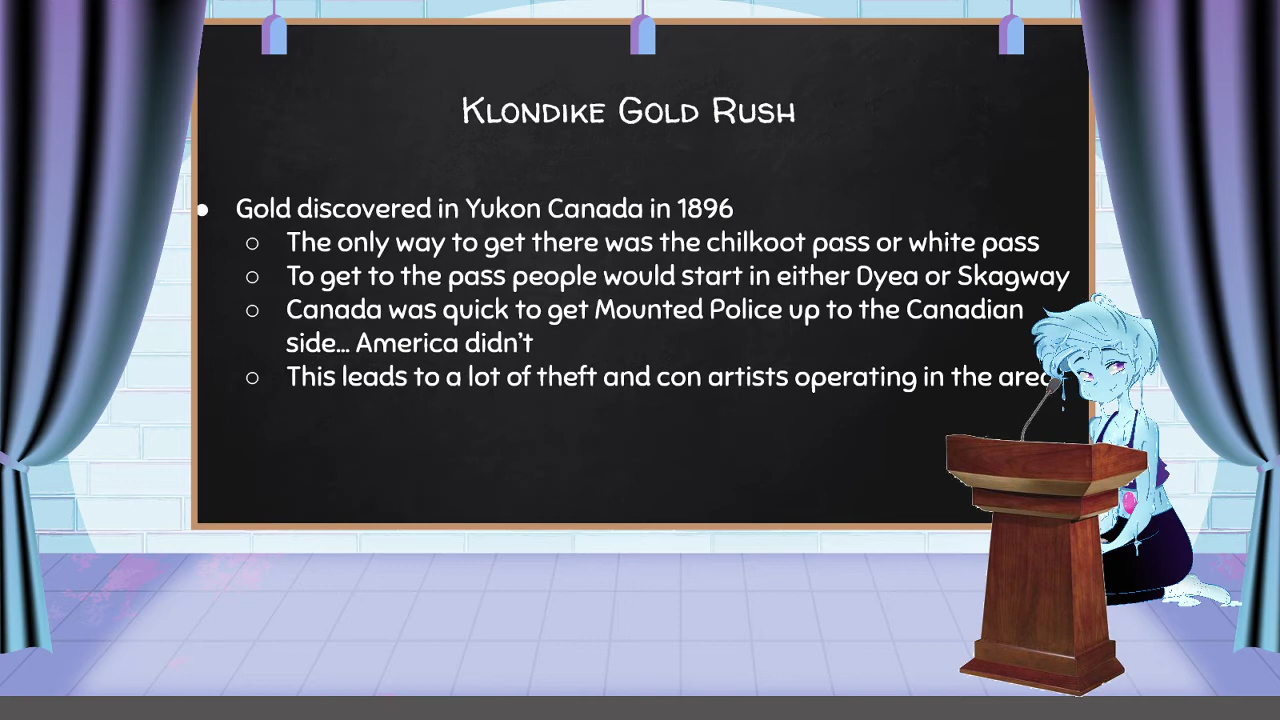 Klondike Gold Rush
● Gold discovered in Yukon Canada in 1896
○ The only way to get there was the chilkoot pass or white pass
○ To get to the pass people would start in either Dyea or Skagway
○ Canada was quick to get Mounted Police up to the Canadian
side... America didn't
○ This leads to a lot of theft and con artists operating in the area